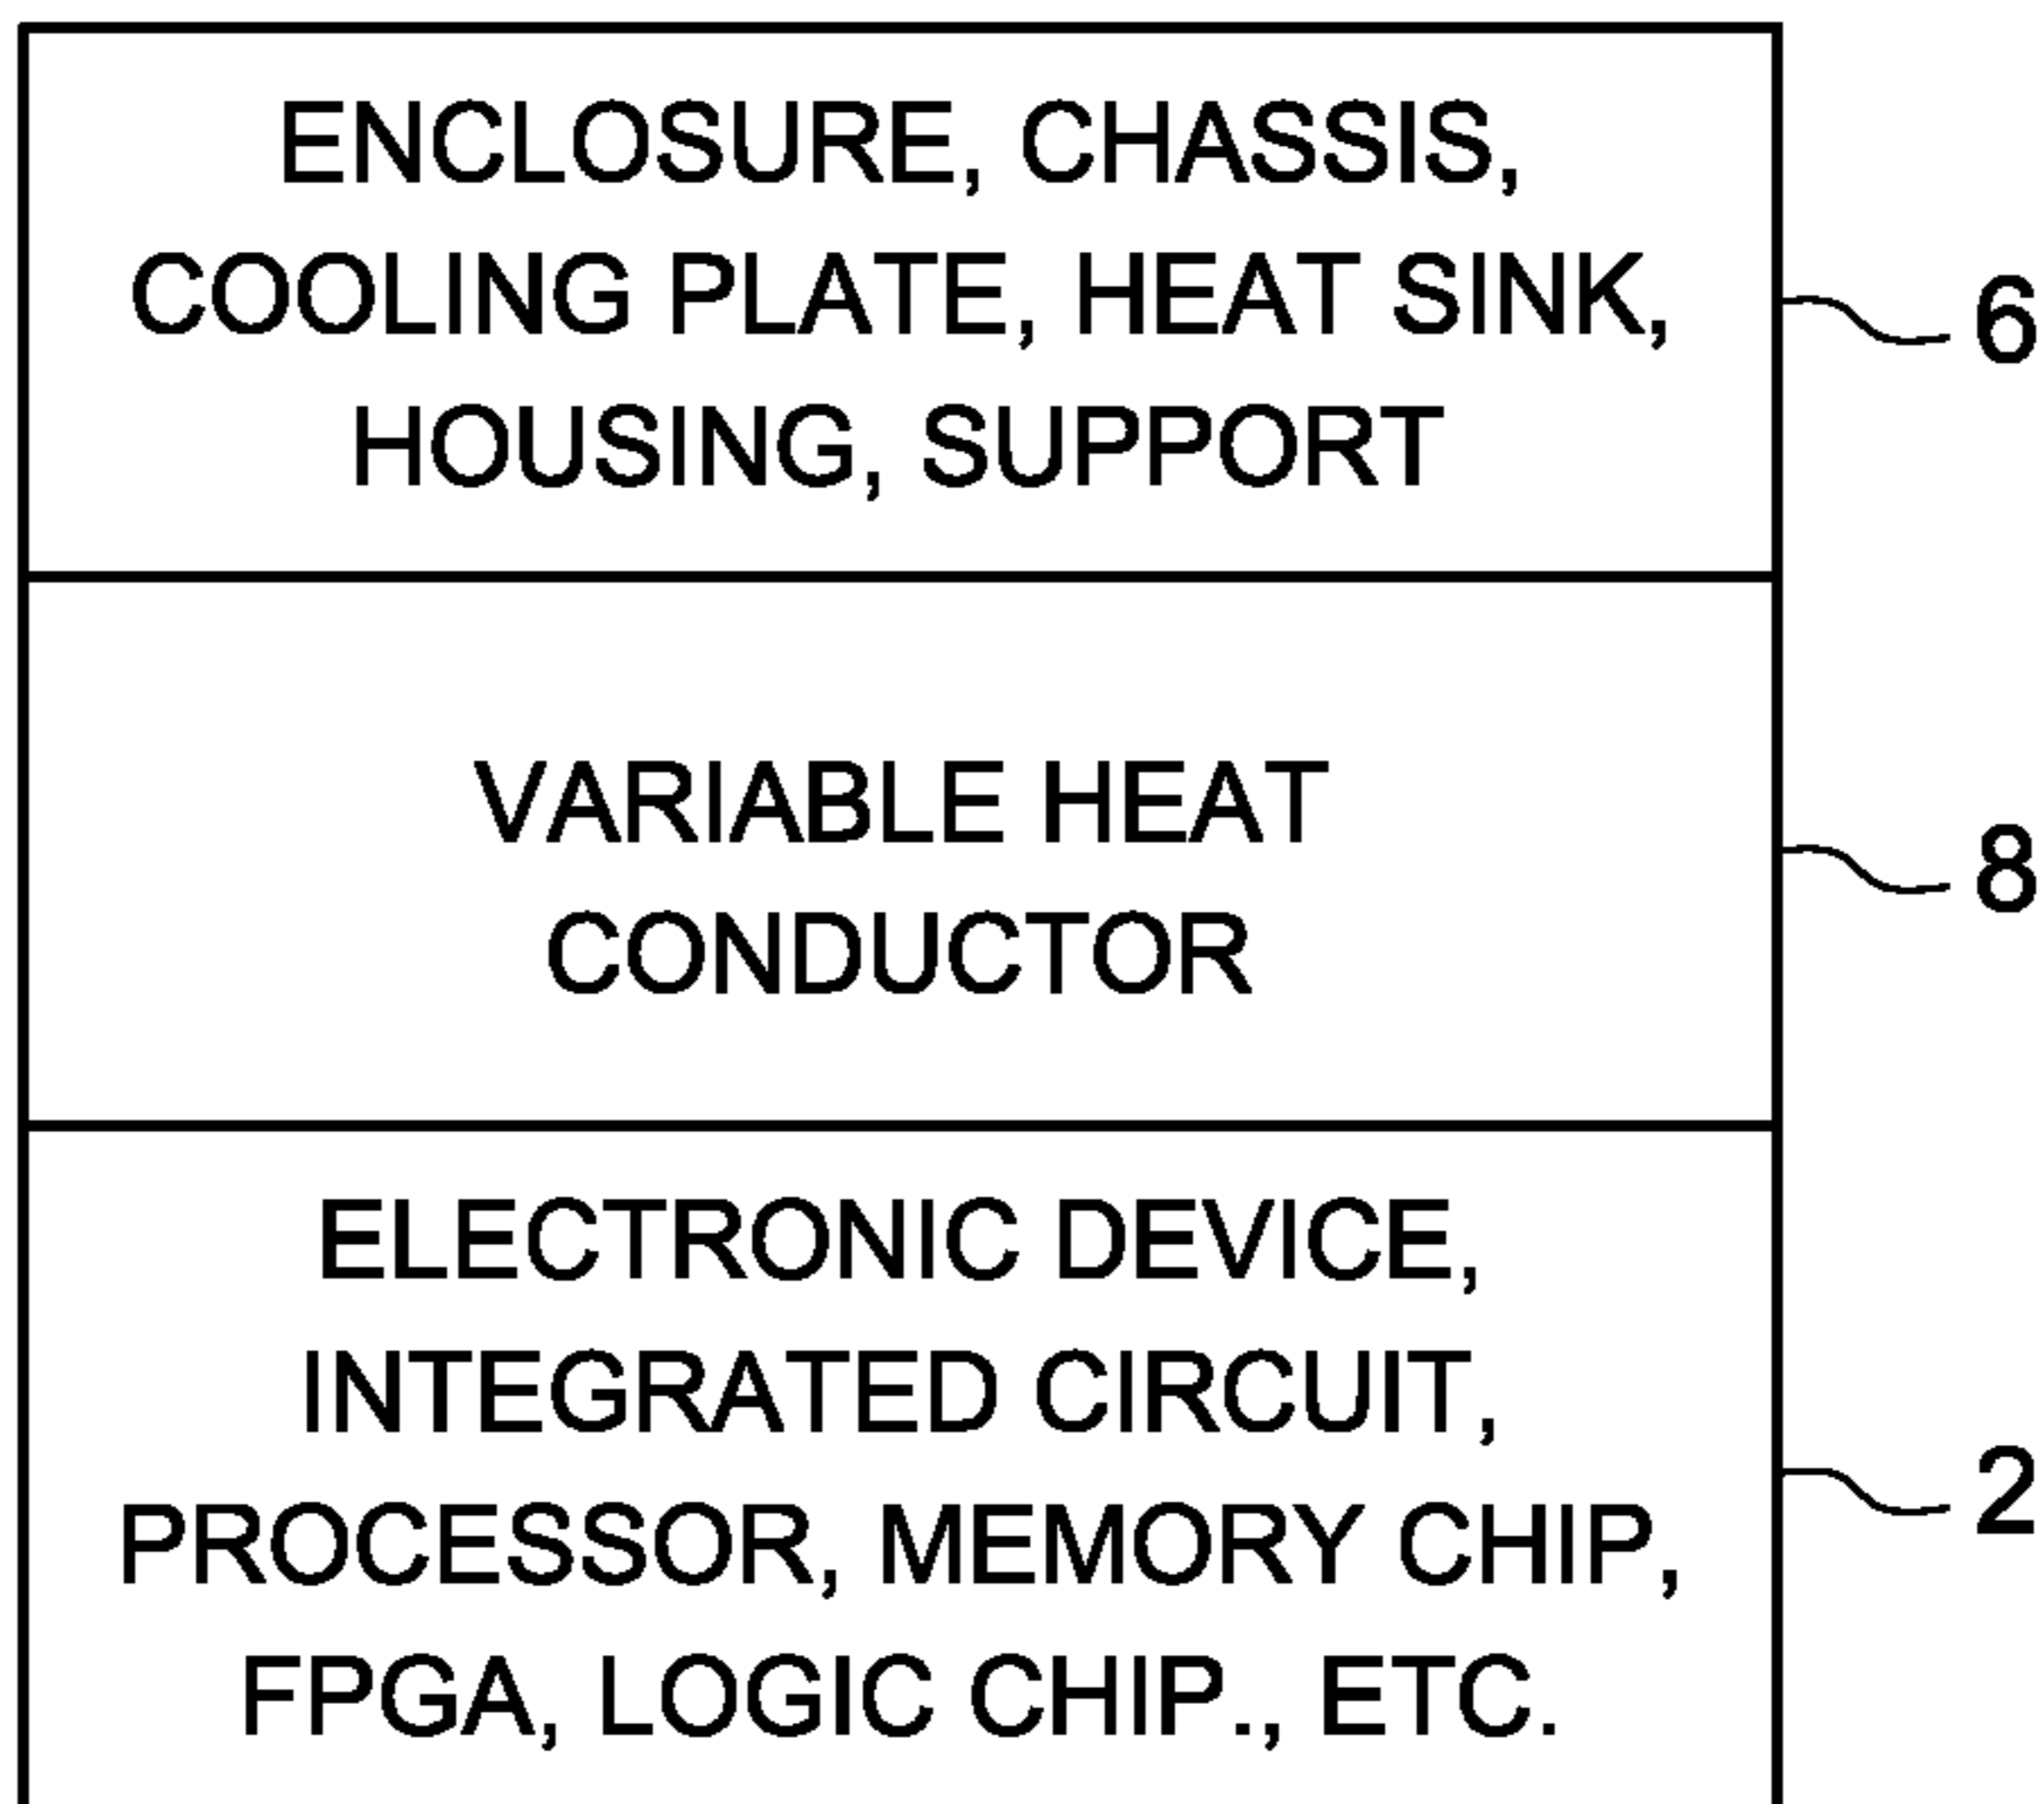 ENCLOSURE, CHASSIS,
COOLING PLATE, HEAT SINK,
HOUSING, SUPPORT
6
VARIABLE HEAT
CONDUCTOR
8
ELECTRONIC DEVICE,
INTEGRATED CIRCUIT,
PROCESSOR, MEMORY CHIP,
FPGA, LOGIC CHIP., ETC.
2